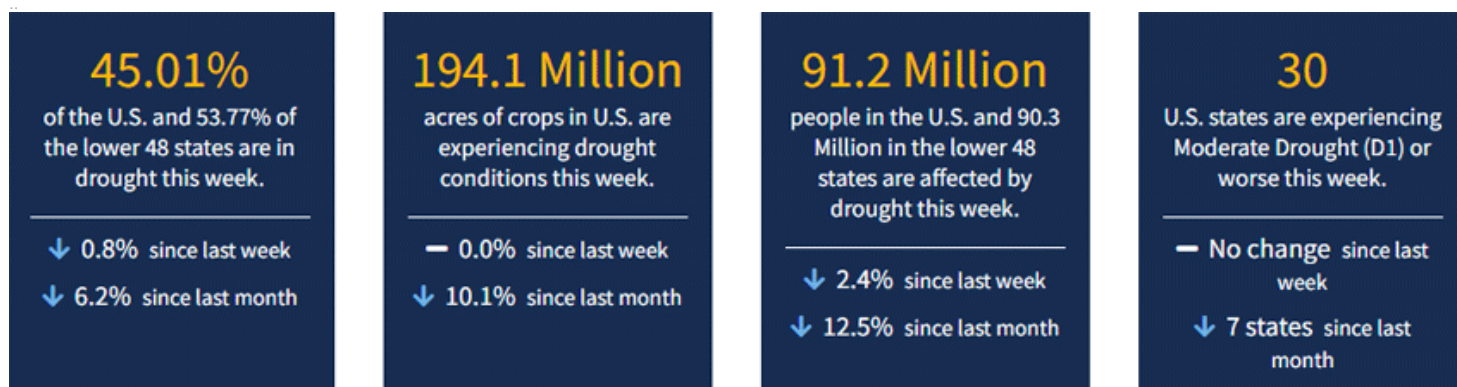 ..
45.01%
of the U.S. and 53.77% of
the lower 48 states are in
drought this week.
0.8% since last week
6.2% since last month
194.1 Million
acres of crops in U.S. are
experiencing drought
conditions this week.
0.0% since last week
10.1% since last month
91.2 Million
people in the U.S. and 90.3
Million in the lower 48
states are affected by
drought this week.
2.4% since last week
12.5% since last month
30
U.S. states are experiencing
Moderate Drought (D1) or
worse this week.
No change since last
week
7 states since last
month